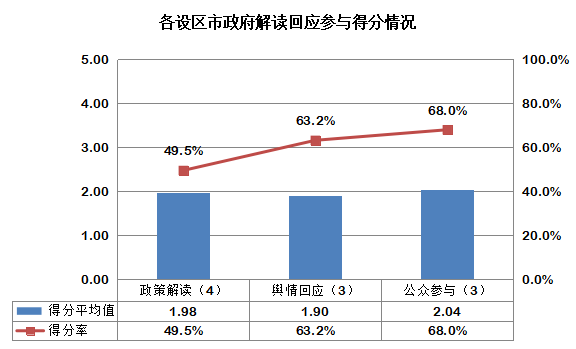 各设区市政府解读回应参与得分情况
5.00 100.0%
4.00 80.0%
68.0%
63.2%
3.00 60.0%
49.5%
2.00 40.0%
1.00 20.0%
0.00 0.0%
政策解读（4） 舆情回应（3） 公众参与（3）
得分平均值 1.98 1.90 2.04
得分率 49.5% 63.2% 68.0%